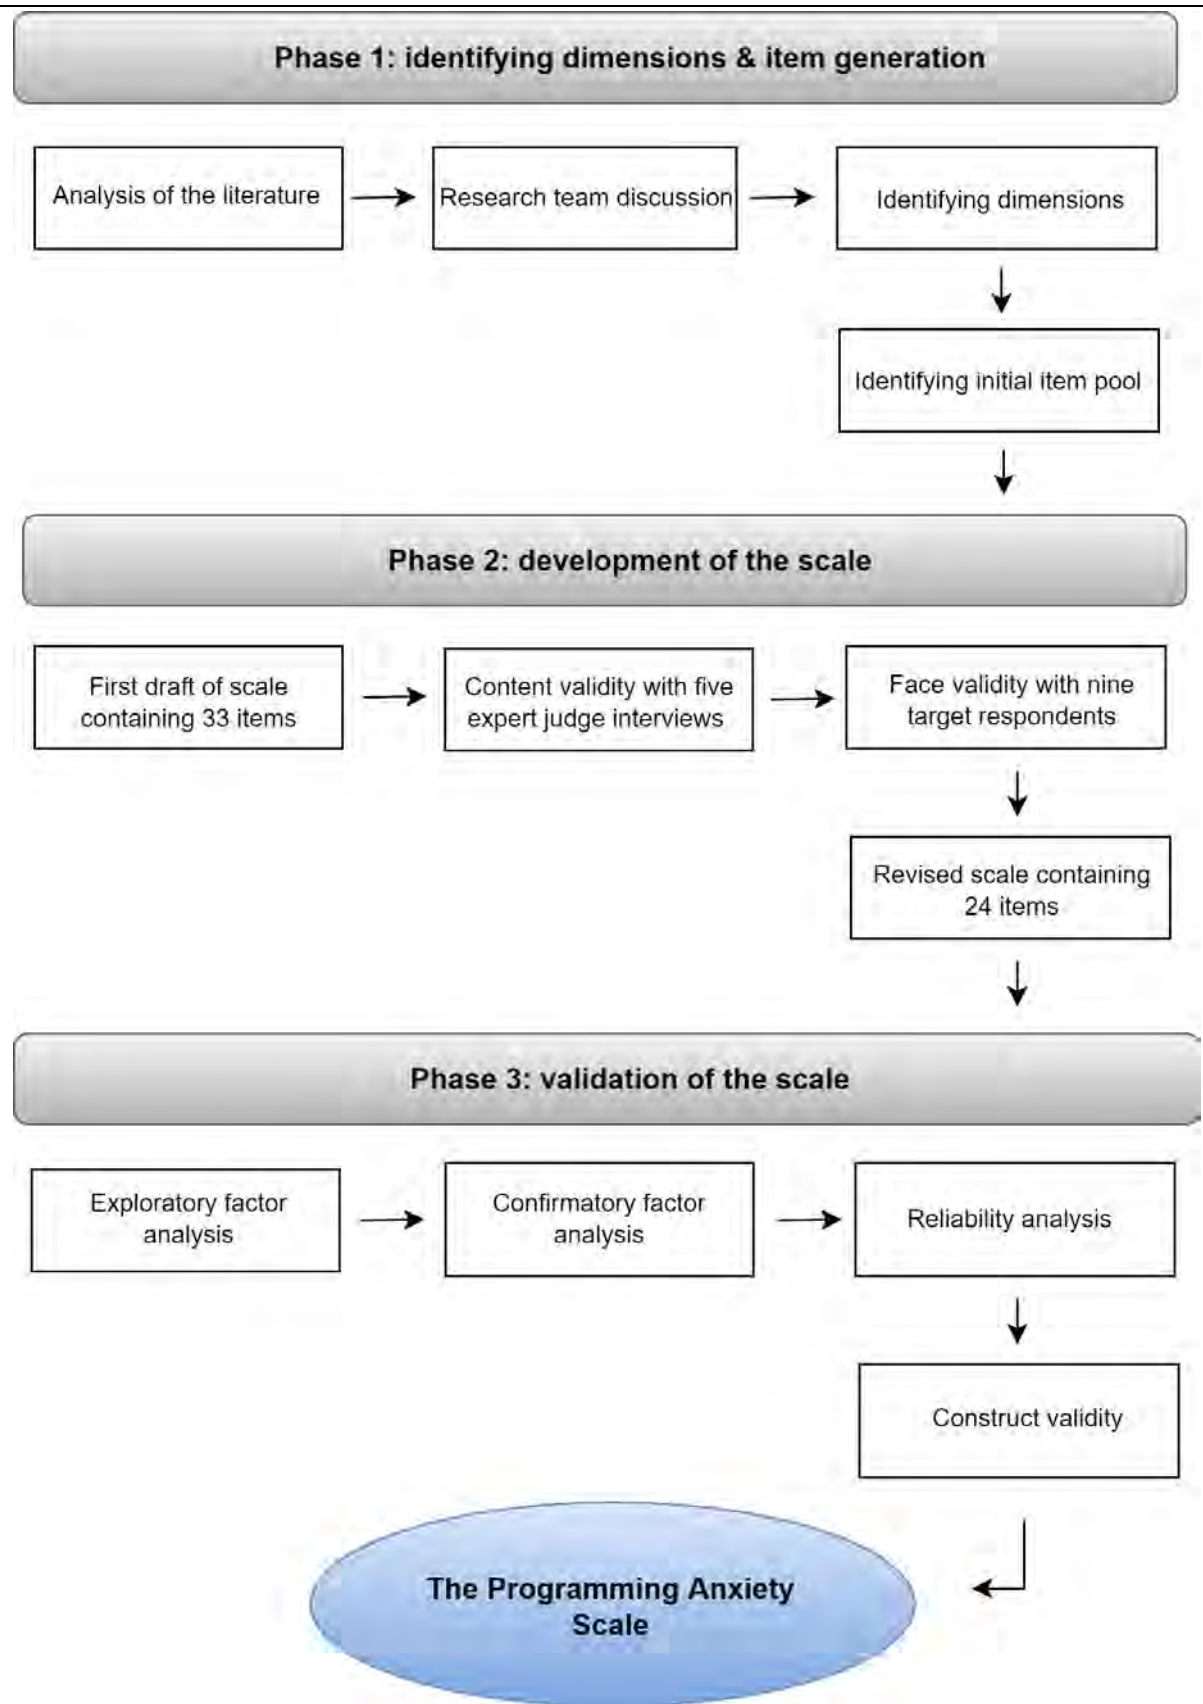 Phase 1: identifying dimensions & item generation
Analysis of the literature
Research team discussion
Identifying dimensions
Identifying initial item pool
Phase 2: development of the scale
First draft of scale
containing 33 items
Content validity with five
expert judge interviews
Face validity with nine
target respondents
Revised scale containing
24 items
Phase 3: validation of the scale
Exploratory factor
analysis
Confirmatory factor
analysis
Reliability analysis
Construct validity
The Programming Anxiety
Scale